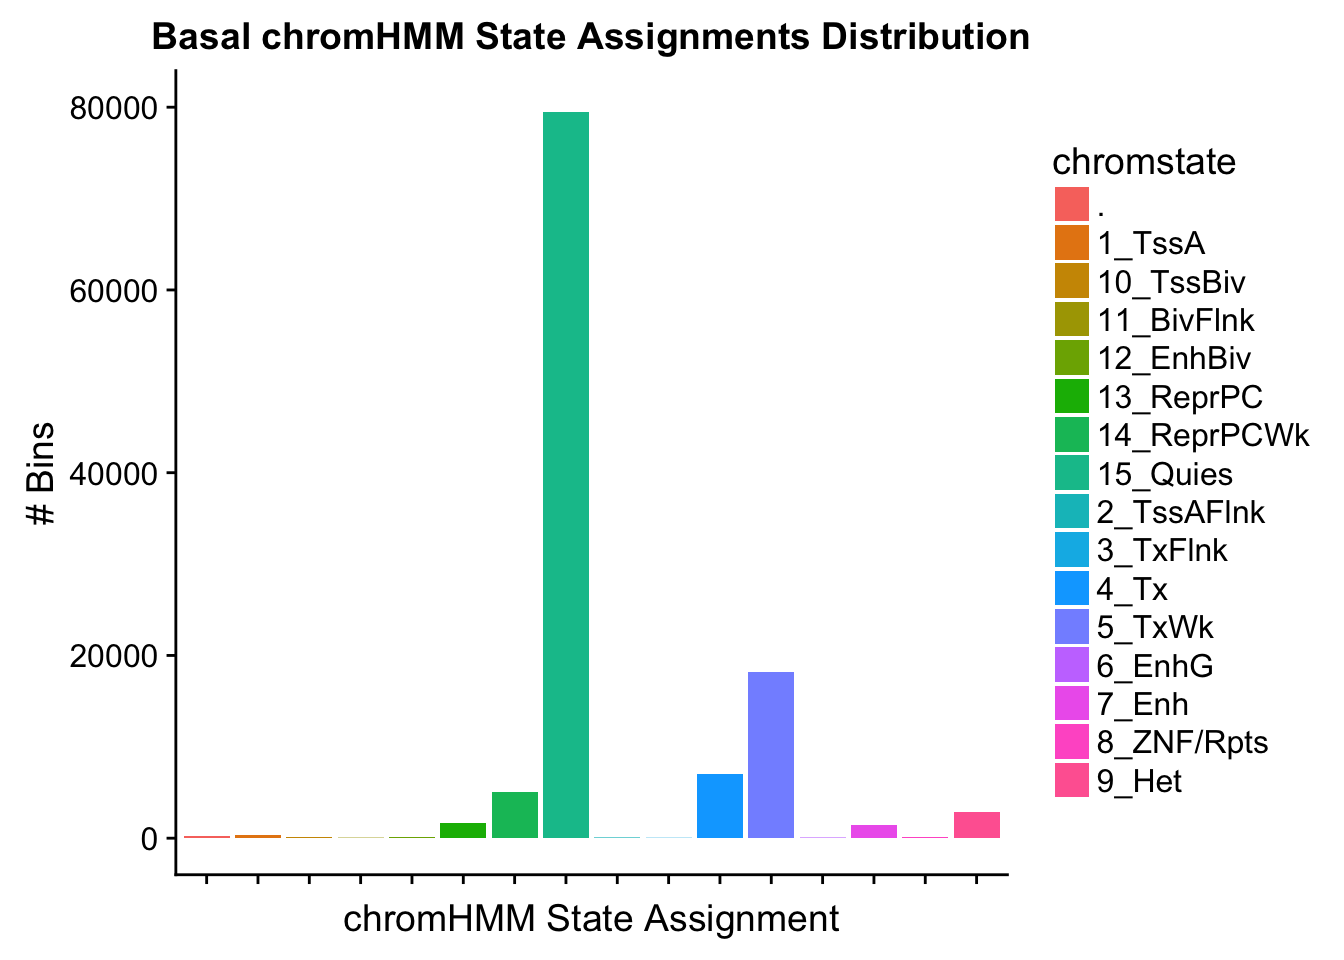 Basal chromHMM State Assignments Distribution
80000
60000
40000
20000
0
# Bins
chromHMM State Assignment
chromstate
.
1_TssA
10_TssBiv
11_BivFlnk
12_EnhBiv
13_ReprPC
14_ReprPCWk
15_Quies
2_TssAFlnk
3_TxFlnk
4_Tx
5_TxWk
6_EnhG
7_Enh
8_ZNF/Rpts
9_Het